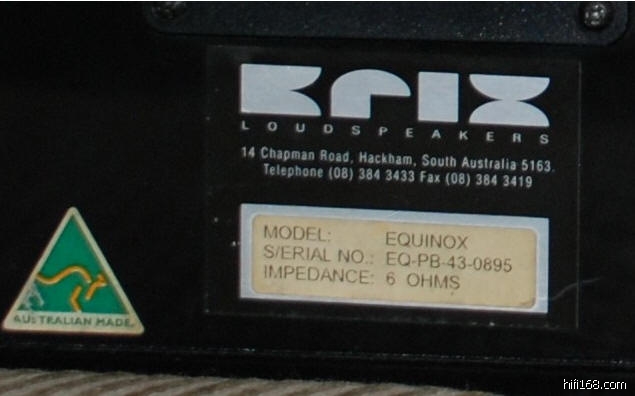 KRIX
LOUDSPEAKERS
14 Chapman Road, Hackham, South Australia 5163.
Telephone (08) 384 3433 Fax (08) 384 3419
MODEL: EQUINOX
S/ERIAL NO.: EQ-PB-43-0895
IMPEDANCE: 6 OHMS
AUSTRALIAN MADE
hifi168.com